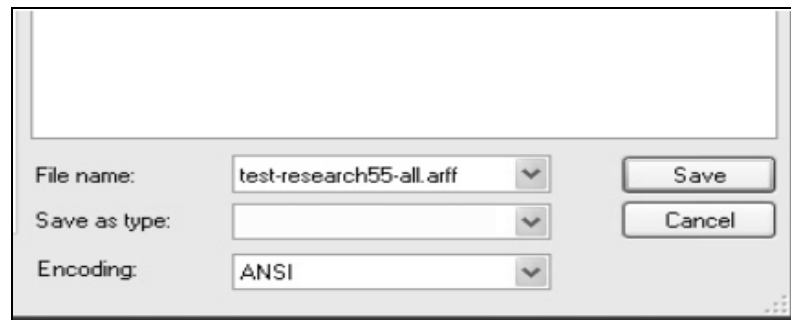 File name: test-research55-all.arff Save
Save as type: Cancel
Encoding: ANSI